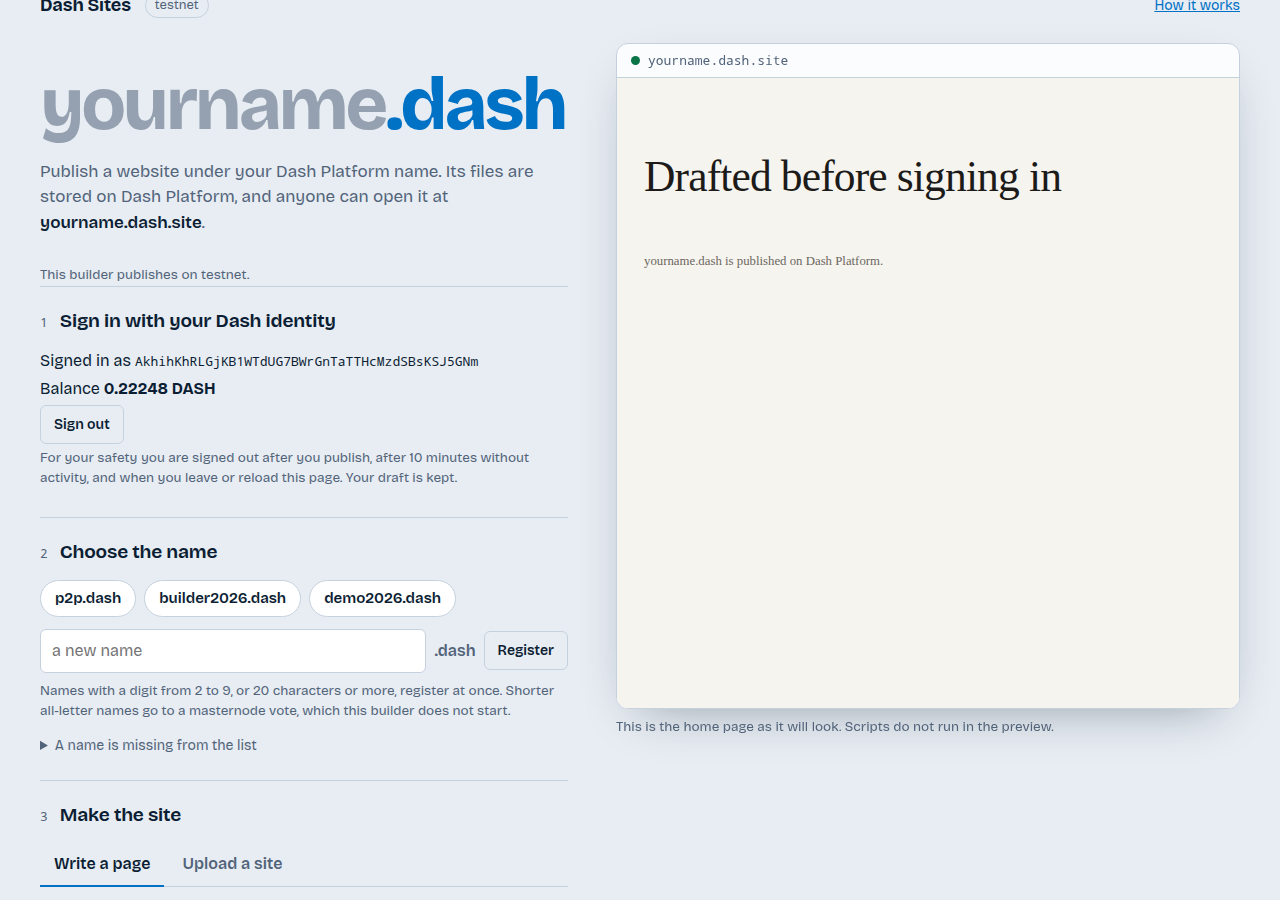 Dash Sites testnet How it works
yourname.dash
Publish a website under your Dash Platform name. Its files are
stored on Dash Platform, and anyone can open it at
yourname.dash.site.
This builder publishes on testnet.
1 Sign in with your Dash identity
Signed in as AkhihKhRLGjKB1WTdUG7BWrGnTaTTHcMzdSBsKSJ5GNm
Balance 0.22248 DASH
Sign out
For your safety you are signed out after you publish, after 10 minutes without
activity, and when you leave or reload this page. Your draft is kept.
2 Choose the name
p2p.dash builder2026.dash demo2026.dash
a new name .dash Register
Names with a digit from 2 to 9, or 20 characters or more, register at once. Shorter
all-letter names go to a masternode vote, which this builder does not start.
A name is missing from the list
3 Make the site
Write a page Upload a site
yourname.dash.site
Drafted before signing in
yourname.dash is published on Dash Platform.
This is the home page as it will look. Scripts do not run in the preview.